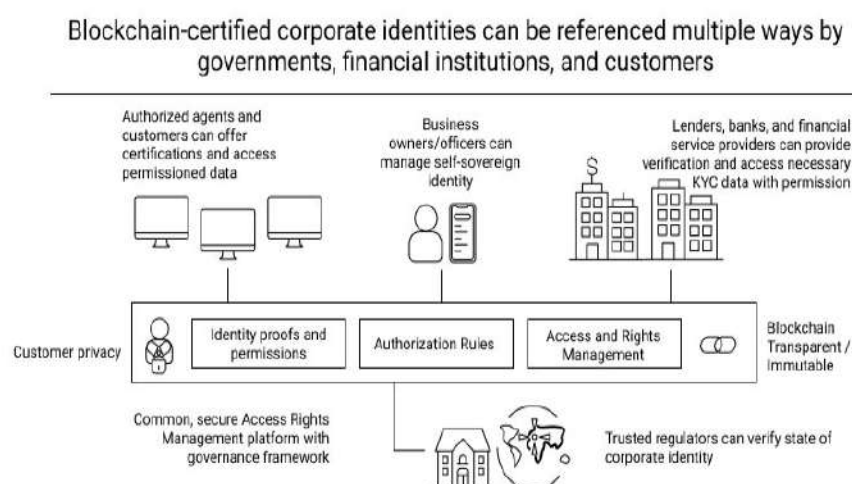 Blockchain-certified corporate identities can be referenced multiple ways by
governments, financial institutions, and customers
Authorized agents and
customers can offer
certifications and access
permissioned data
Business
owners/officers can
manage self-sovereign
identity
Lenders, banks, and financial
service providers can provide
verification and access necessary
KYC data with permission
$
Customer privacy
Identity proofs and
permissions
Authorization Rules
Access and Rights
Management
Blockchain
Transparent /
Immutable
Common, secure Access Rights
Management platform with
governance framework
Trusted regulators can verify state of
corporate identity